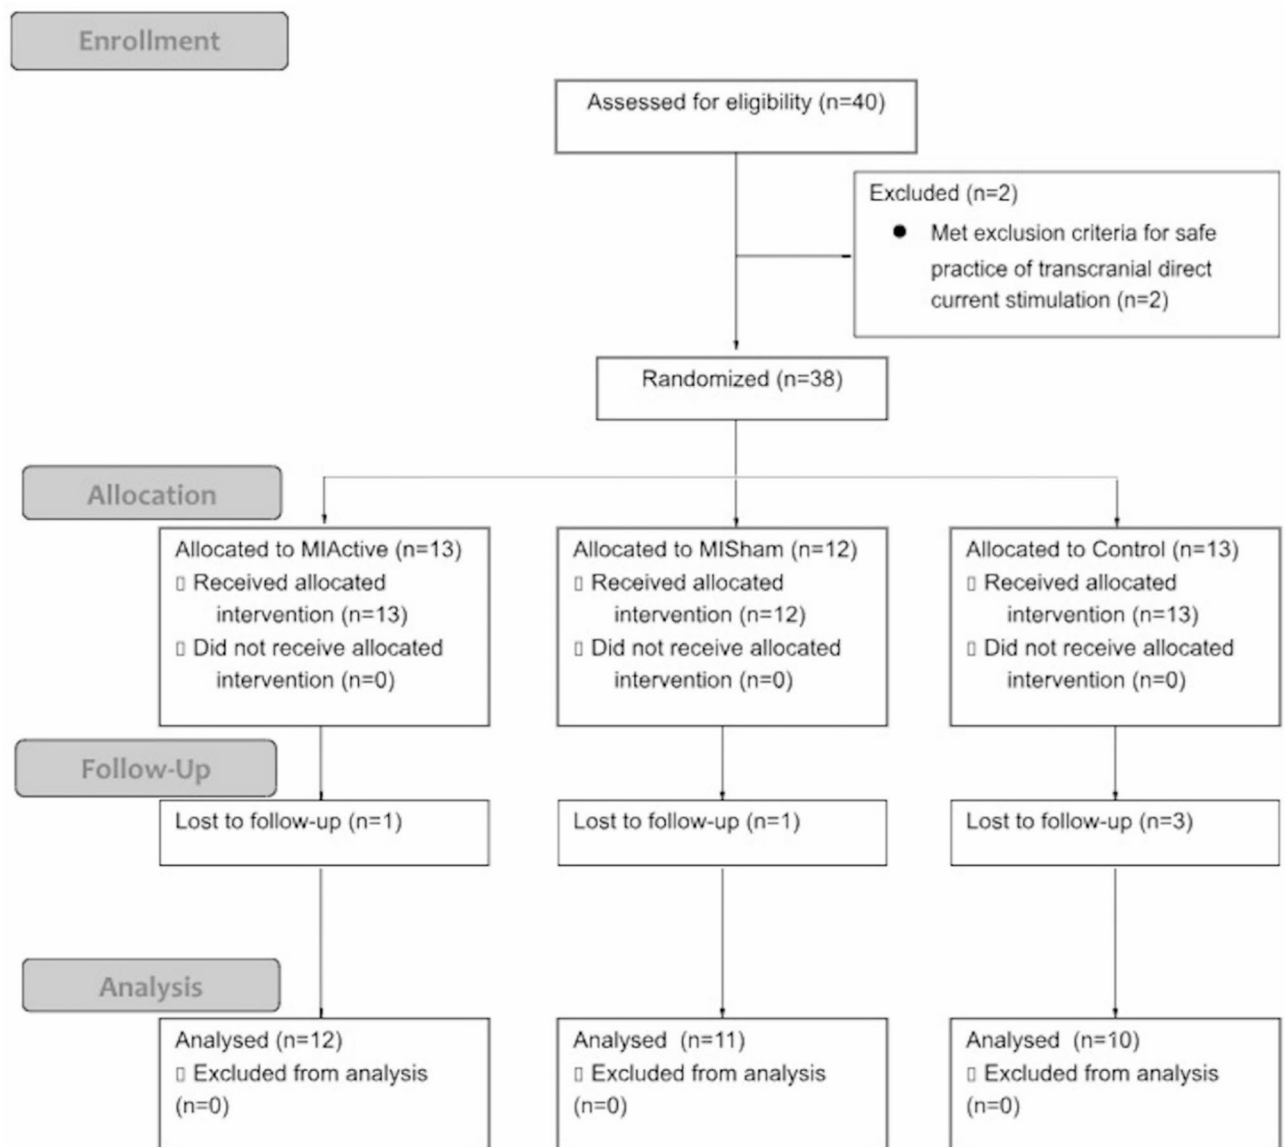 Enrollment
Assessed for eligibility (n=40)
Excluded (n=2)
● Met exclusion criteria for safe
practice of transcranial direct
current stimulation (n=2)
Randomized (n=38)
Allocation
Allocated to MIActive (n=13)
▯ Received allocated
intervention (n=13)
▯ Did not receive allocated
intervention (n=0)
Allocated to MISham (n=12)
▯ Received allocated
intervention (n=12)
▯ Did not receive allocated
intervention (n=0)
Allocated to Control (n=13)
▯ Received allocated
intervention (n=13)
▯ Did not receive allocated
intervention (n=0)
Follow-Up
Lost to follow-up (n=1)
Lost to follow-up (n=1)
Lost to follow-up (n=3)
Analysis
Analysed (n=12)
▯ Excluded from analysis
(n=0)
Analysed (n=11)
▯ Excluded from analysis
(n=0)
Analysed (n=10)
▯ Excluded from analysis
(n=0)